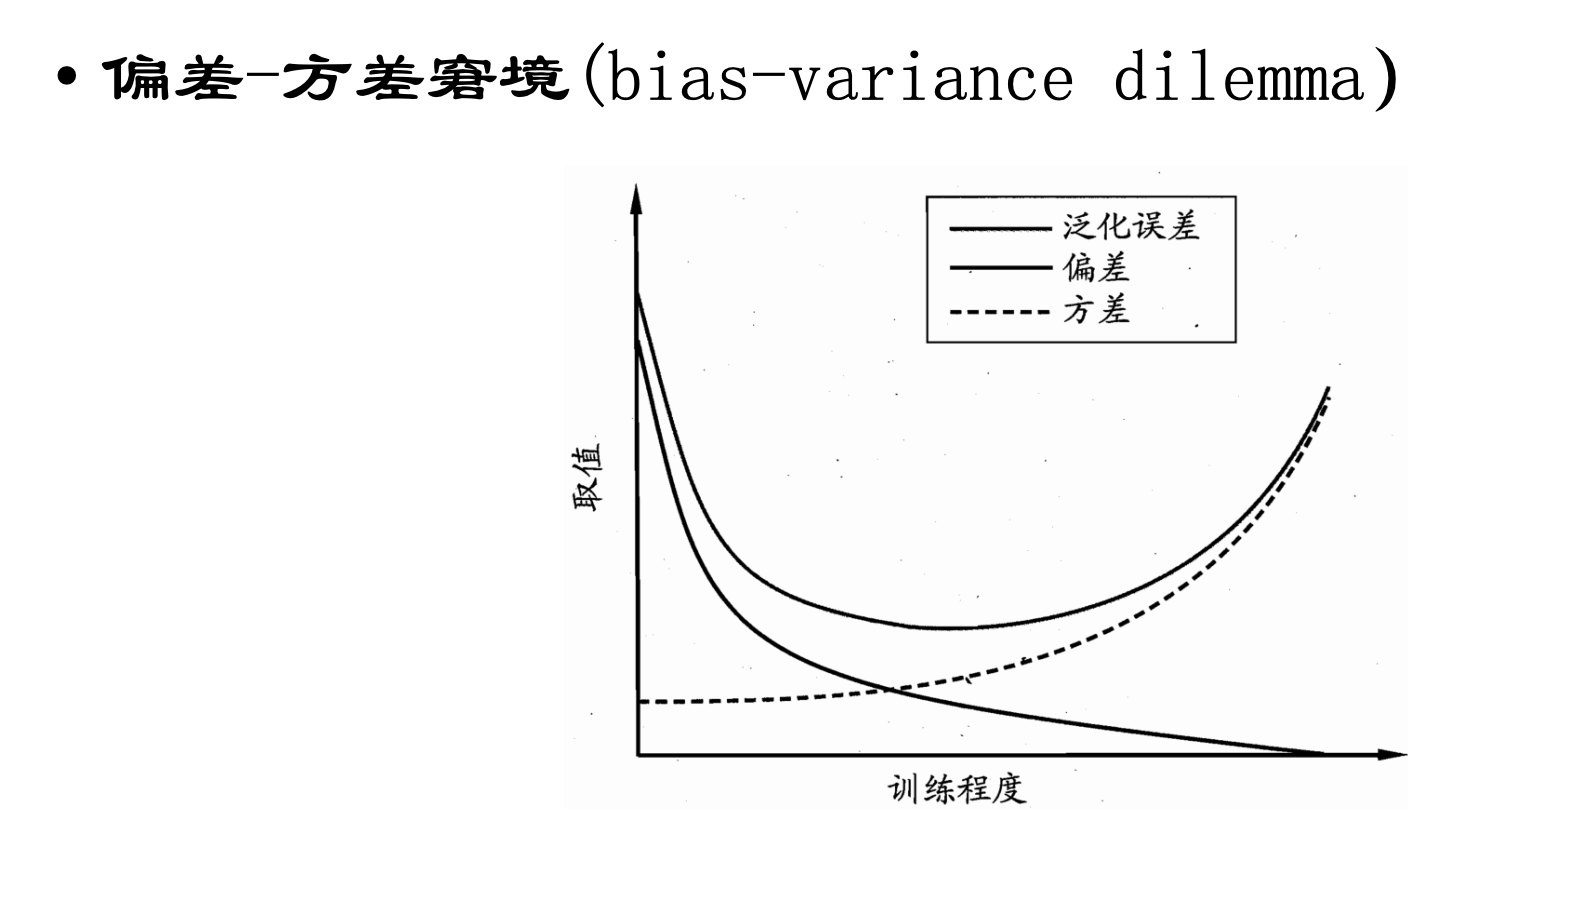 • 偏差-方差窘境(bias-variance dilemma)
泛化误差
偏差
方差
取值
训练程度